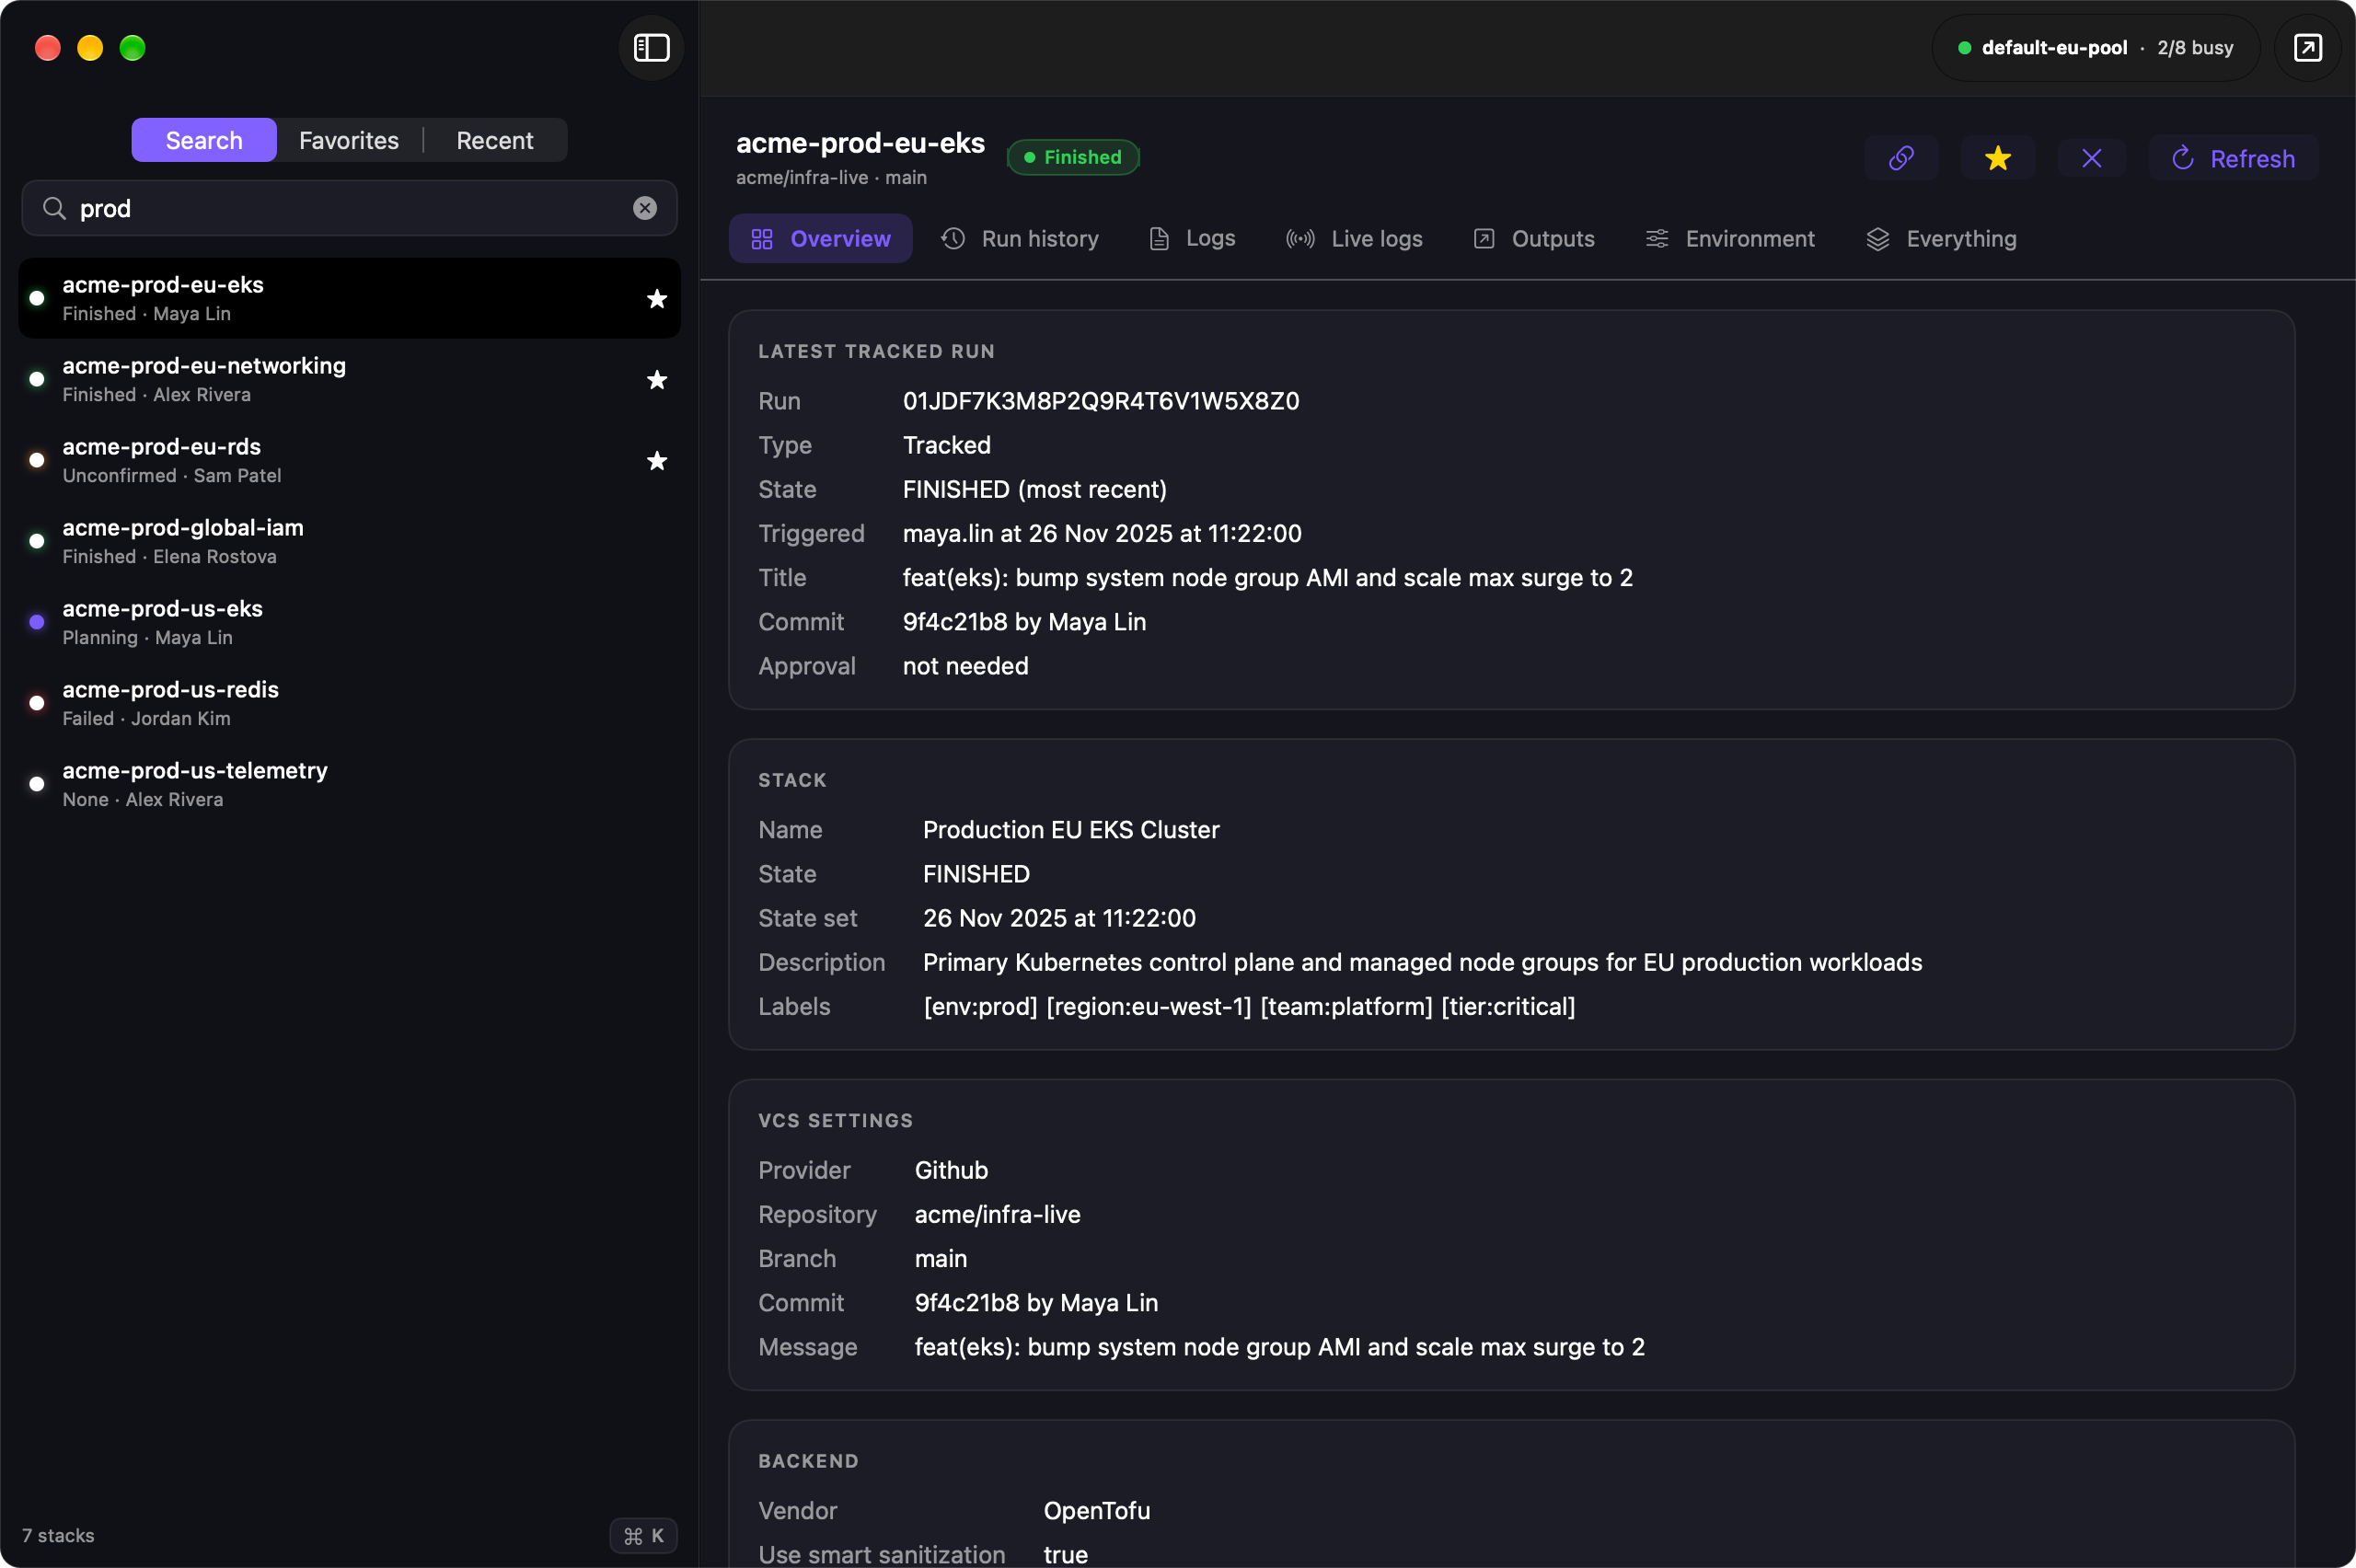 default-eu-pool · 2/8 busy
Search Favorites Recent
prod
acme-prod-eu-eks
Finished · Maya Lin
acme-prod-eu-networking
Finished · Alex Rivera
acme-prod-eu-rds
Unconfirmed · Sam Patel
acme-prod-global-iam
Finished · Elena Rostova
acme-prod-us-eks
Planning · Maya Lin
acme-prod-us-redis
Failed · Jordan Kim
acme-prod-us-telemetry
None · Alex Rivera
7 stacks
⌘ K
acme-prod-eu-eks
Finished
acme/infra-live · main
Refresh
Overview Run history Logs Live logs Outputs Environment Everything
LATEST TRACKED RUN
Run 01JDF7K3M8P2Q9R4T6V1W5X8Z0
Type Tracked
State FINISHED (most recent)
Triggered maya.lin at 26 Nov 2025 at 11:22:00
Title feat(eks): bump system node group AMI and scale max surge to 2
Commit 9f4c21b8 by Maya Lin
Approval not needed
STACK
Name Production EU EKS Cluster
State FINISHED
State set 26 Nov 2025 at 11:22:00
Description Primary Kubernetes control plane and managed node groups for EU production workloads
Labels [env:prod] [region:eu-west-1] [team:platform] [tier:critical]
VCS SETTINGS
Provider Github
Repository acme/infra-live
Branch main
Commit 9f4c21b8 by Maya Lin
Message feat(eks): bump system node group AMI and scale max surge to 2
BACKEND
Vendor OpenTofu
Use smart sanitization true